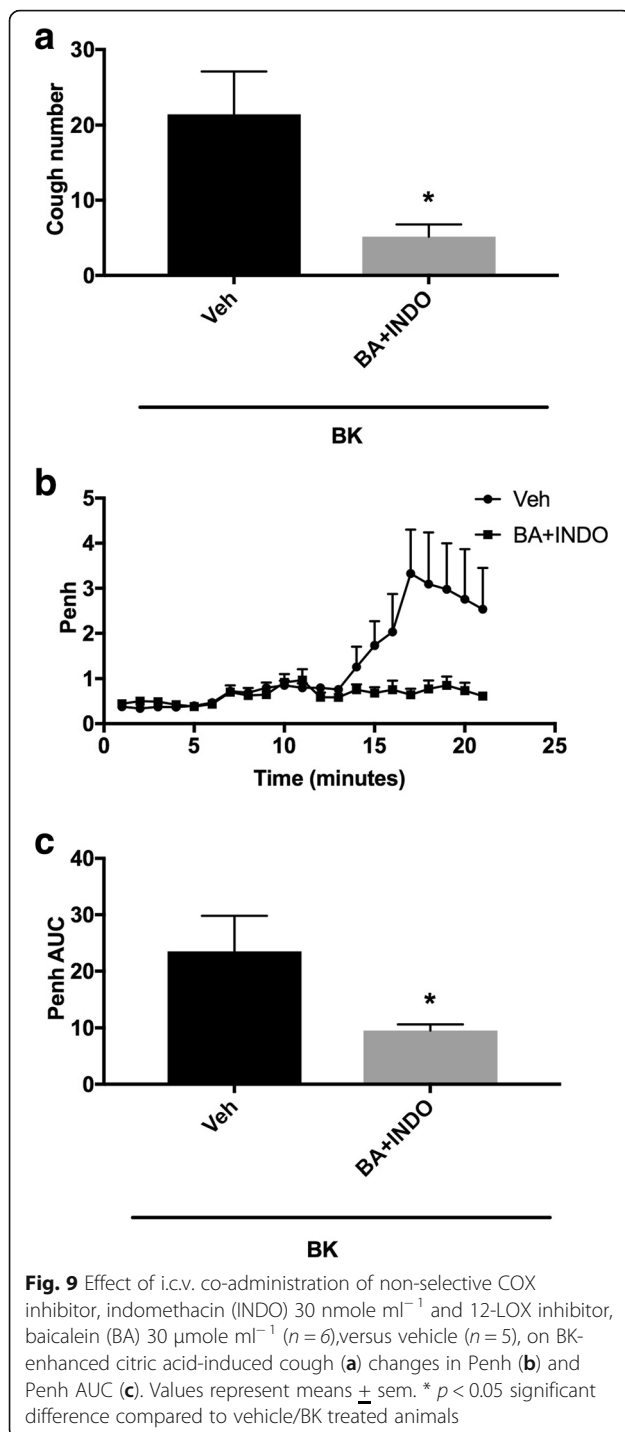 a
30
20
10
0
Cough number
*
Veh
BA+INDO
BK
b
5
4
3
2
1
0
Penh
Veh
BA+INDO
0 5 10 15 20 25
Time (minutes)
c
40
30
20
10
0
Penh AUC
*
Veh
BA+INDO
BK
Fig. 9 Effect of i.c.v. co-administration of non-selective COX
inhibitor, indomethacin (INDO) 30 nmole ml⁻¹ and 12-LOX inhibitor,
baicalein (BA) 30 μmole ml⁻¹ (n = 6),versus vehicle (n = 5), on BK-
enhanced citric acid-induced cough (a) changes in Penh (b) and
Penh AUC (c). Values represent means ± sem. * p < 0.05 significant
difference compared to vehicle/BK treated animals